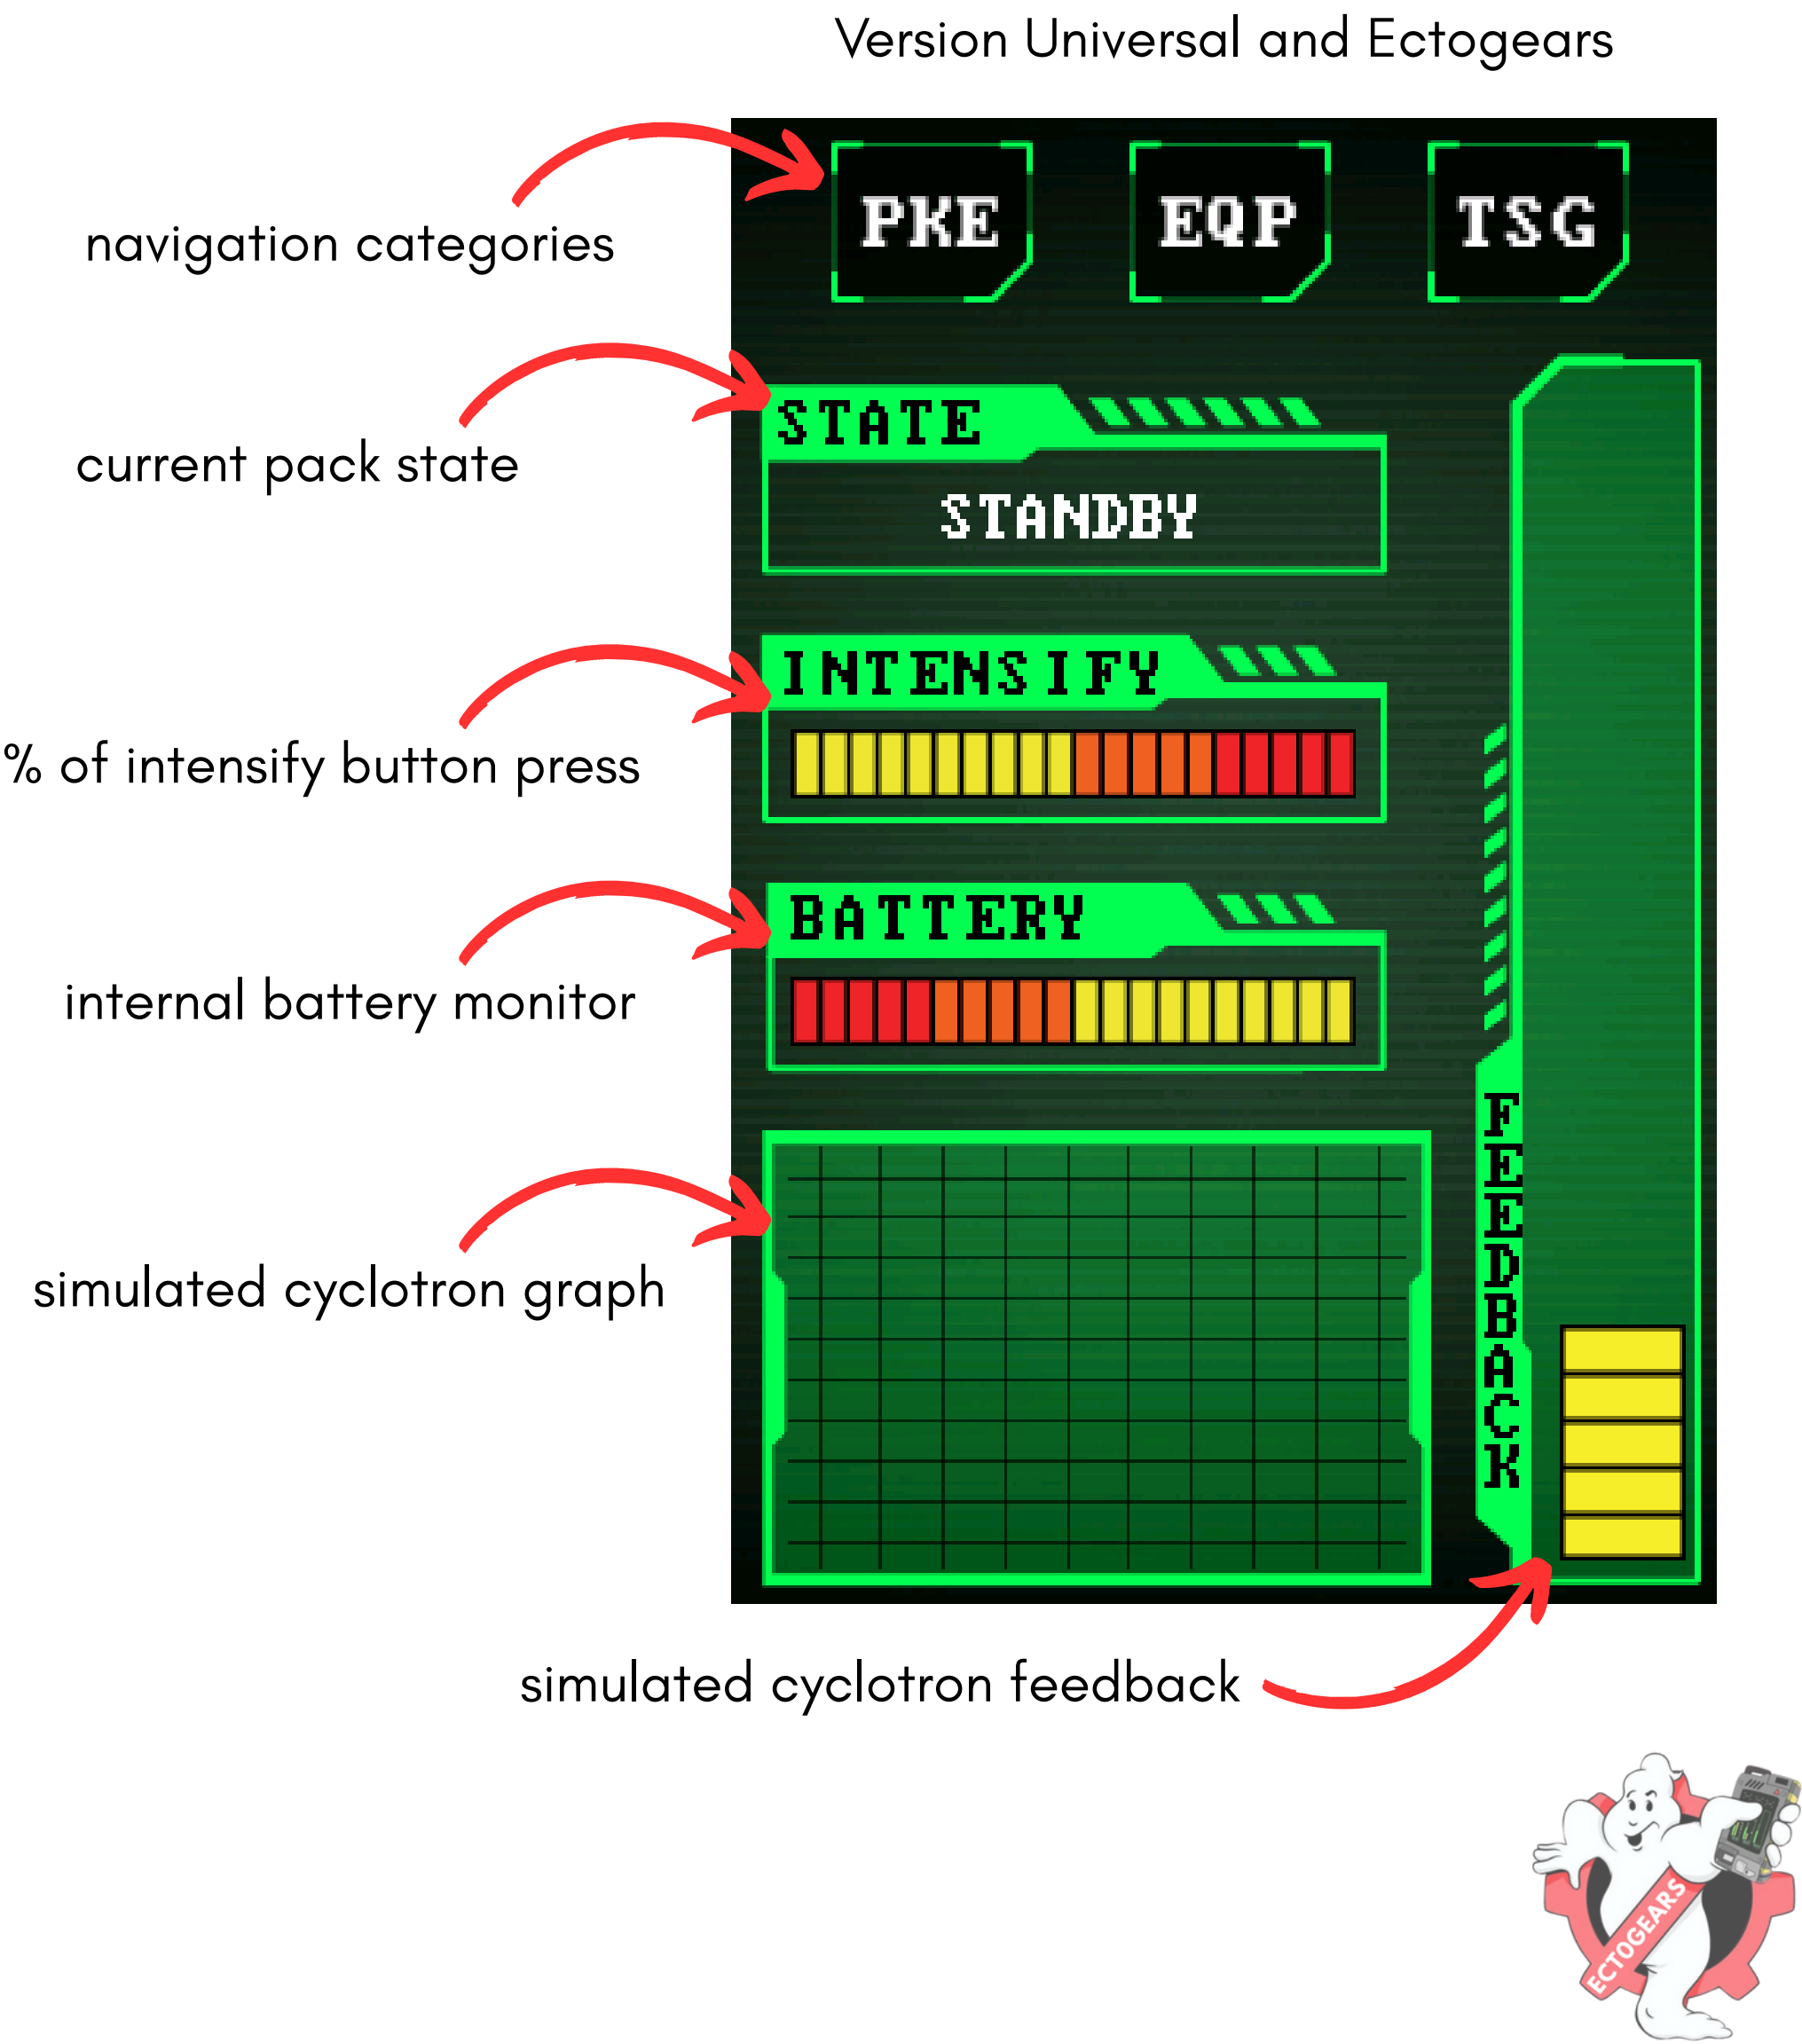 Version Universal and Ectogears
PKE EQP TSG
navigation categories
STATE
current pack state
STANDBY
INTENSIFY
% of intensify button press
BATTERY
internal battery monitor
FEEDBACK
simulated cyclotron graph
simulated cyclotron feedback
ECTOGEARS